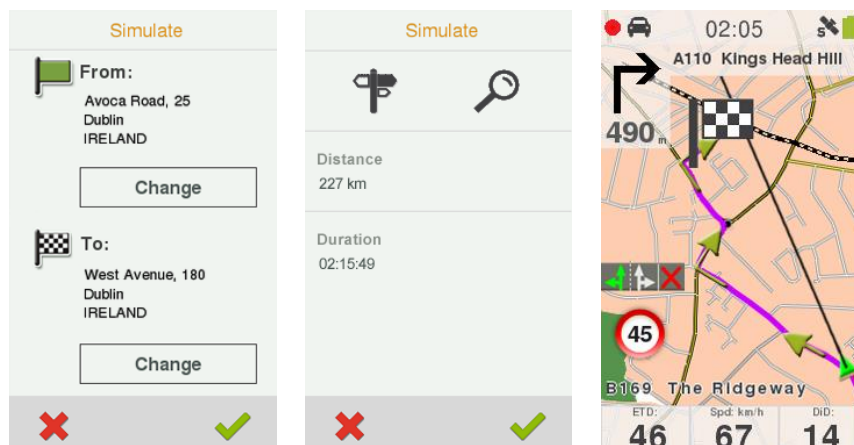 Simulate
From:
Avoca Road, 25
Dublin
IRELAND
Change
To:
West Avenue, 180
Dublin
IRELAND
Change
Simulate
Distance
227 km
Duration
02:15:49
02:05
S
A110 Kings Head Hill
490 m
45
B169 The Ridgeway
ETD:
46
Spd: km/h
67
DiD:
14